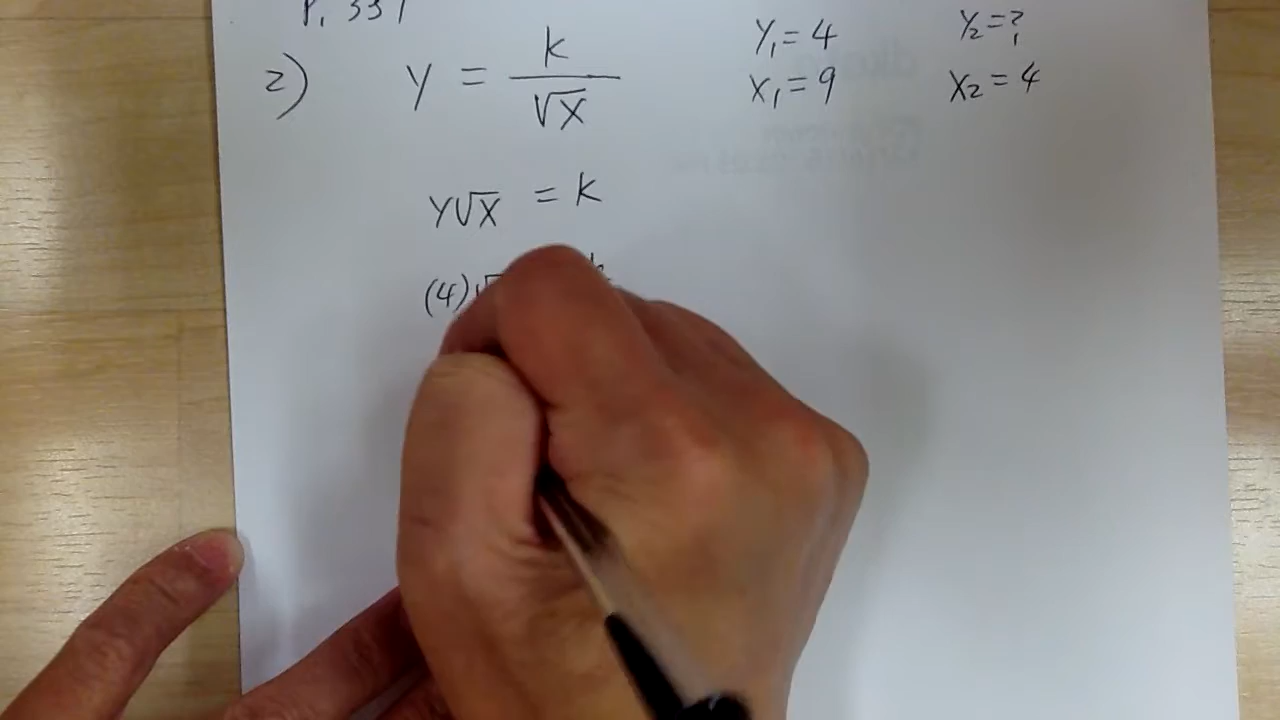 P. 337
2) y = k / √x
y₁ = 4 y₂ = ?
x₁ = 9 x₂ = 4
y√x = k
(4)√